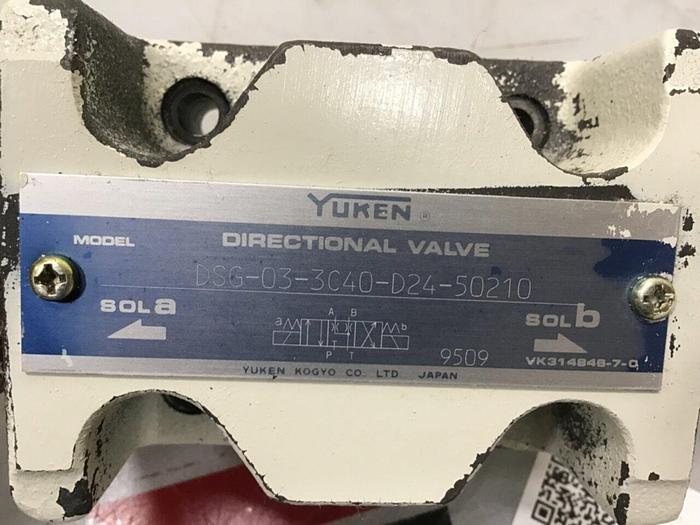 YUKEN ®
MODEL DIRECTIONAL VALVE
DSG-03-3C40-D24-50210
SOL a SOL b
A B
a b
P T
9509 VK314846-7-0
YUKEN KOGYO CO. LTD JAPAN